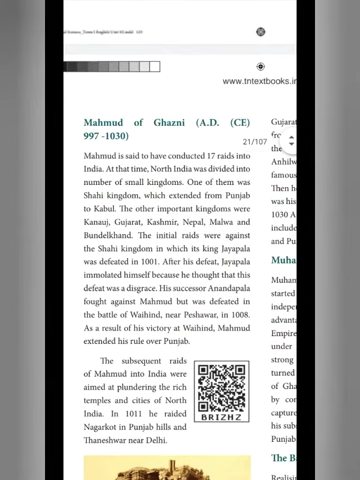 www.tntextbooks.in
Mahmud of Ghazni (A.D. (CE)
997 -1030)
21/107
Mahmud is said to have conducted 17 raids into
India. At that time, North India was divided into
number of small kingdoms. One of them was
Shahi kingdom, which extended from Punjab
to Kabul. The other important kingdoms were
Kanauj, Gujarat, Kashmir, Nepal, Malwa and
Bundelkhand. The initial raids were against
the Shahi kingdom in which its king Jayapala
was defeated in 1001. After his defeat, Jayapala
immolated himself because he thought that this
defeat was a disgrace. His successor Anandapala
fought against Mahmud but was defeated in
the battle of Waihind, near Peshawar, in 1008.
As a result of his victory at Waihind, Mahmud
extended his rule over Punjab.
The subsequent raids
of Mahmud into India were
aimed at plundering the rich
temples and cities of North
India. In 1011 he raided
Nagarkot in Punjab hills and
Thaneshwar near Delhi.
BRIZHZ
Gujarat
the
Anhilw
famous
Then h
was his
1030 A
include
and Pu
Muha
Muham
started
indepe
advanta
Empire
under
strong
turned
of Gha
by con
capture
his sub
Punjab
The B
Realisi